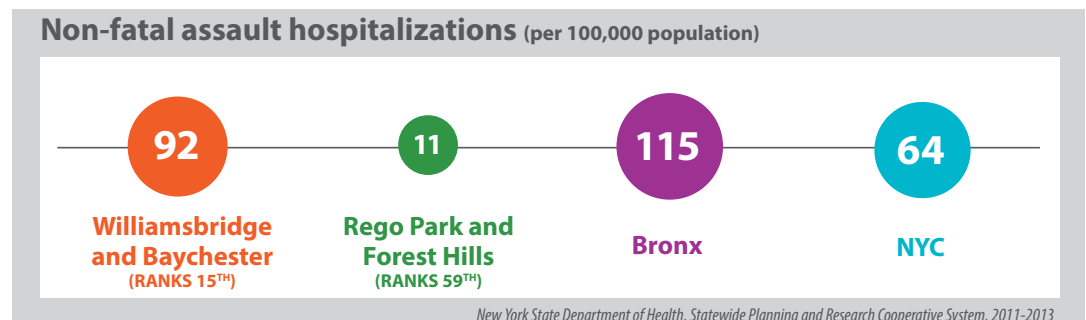 Non-fatal assault hospitalizations (per 100,000 population)
92
11
115
64
Williamsbridge
and Baychester
(RANKS 15TH)
Rego Park and
Forest Hills
(RANKS 59TH)
Bronx
NYC
New York State Department of Health, Statewide Planning and Research Cooperative System, 2011-2013